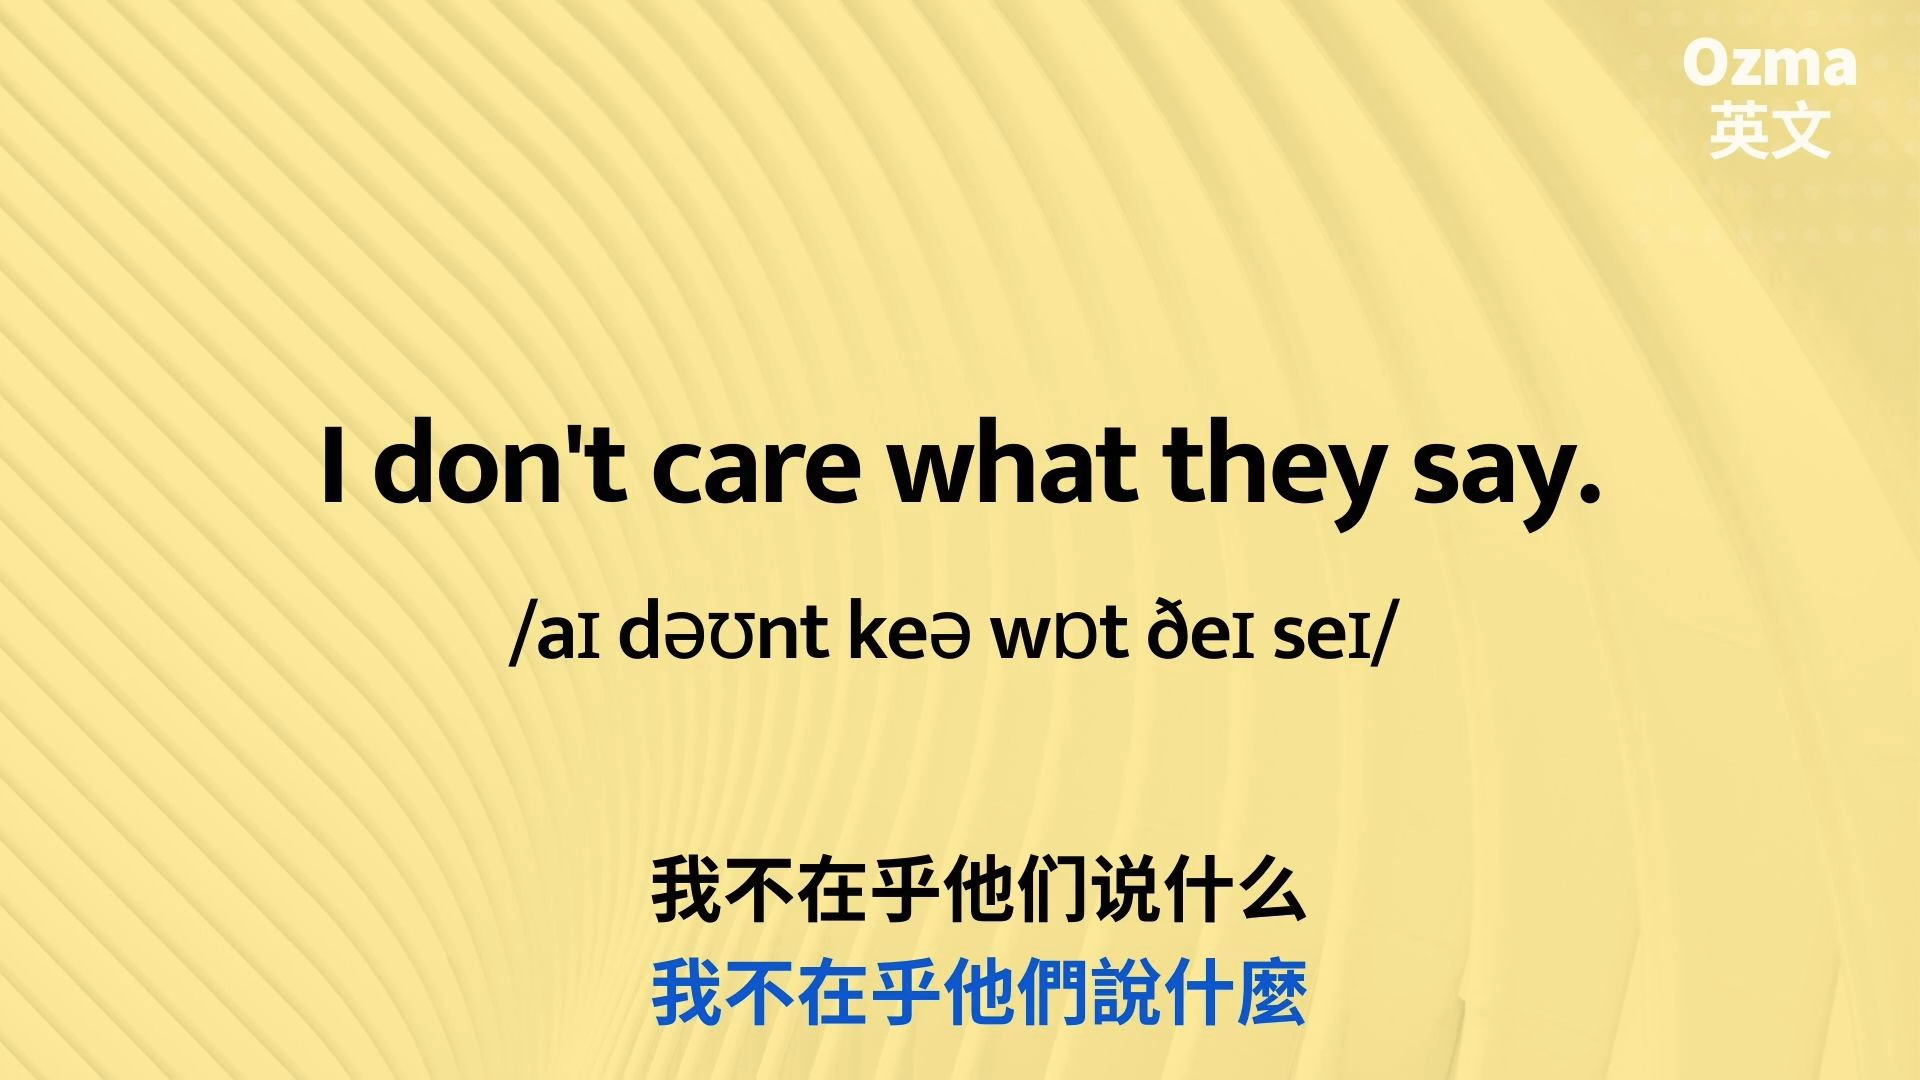 Ozma
英文
I don't care what they say.
/aɪ dəʊnt keə wɒt ðeɪ seɪ/
我不在乎他们说什么
我不在乎他們說什麼